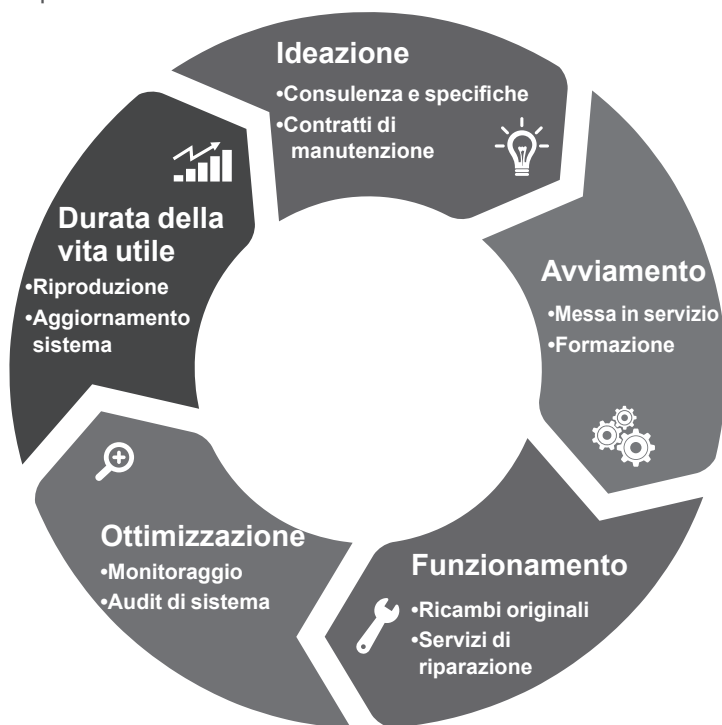 Ideazione
•Consulenza e specifiche
•Contratti di
manutenzione
Avviamento
•Messa in servizio
•Formazione
Funzionamento
•Ricambi originali
•Servizi di
riparazione
Ottimizzazione
•Monitoraggio
•Audit di sistema
Durata della
vita utile
•Riproduzione
•Aggiornamento
sistema